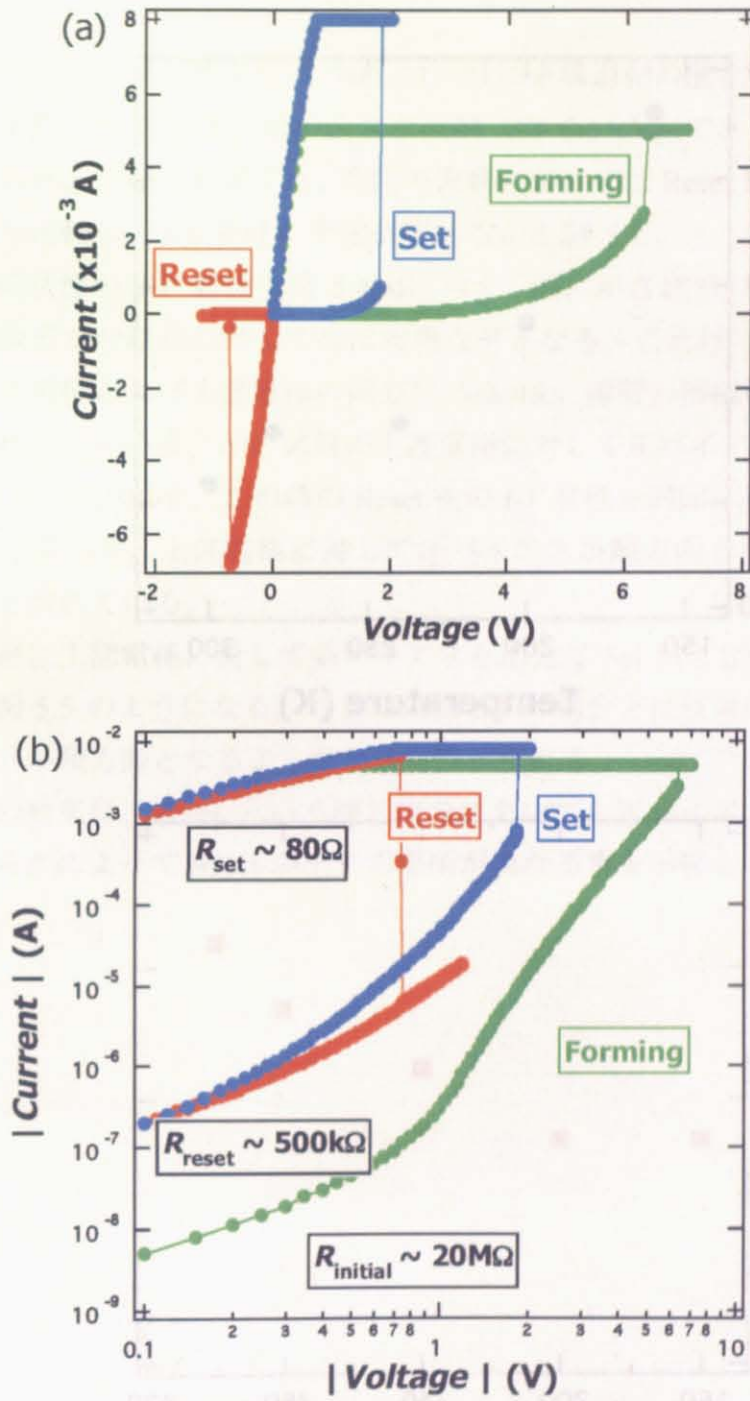 (a)
Current (x10⁻³ A)
8
6
4
2
0
-2
-4
-6
Forming
Set
Reset
-2 0 2 4 6 8
Voltage (V)
(b)
|Current | (A)
10⁻²
10⁻³
10⁻⁴
10⁻⁵
10⁻⁶
10⁻⁷
10⁻⁸
10⁻⁹
Reset Set
R_set ~ 80Ω
Forming
R_reset ~ 500kΩ
R_initial ~ 20MΩ
0.1 2 3 4 5 6 7 8 1 2 3 4 5 6 7 8 10
|Voltage | (V)